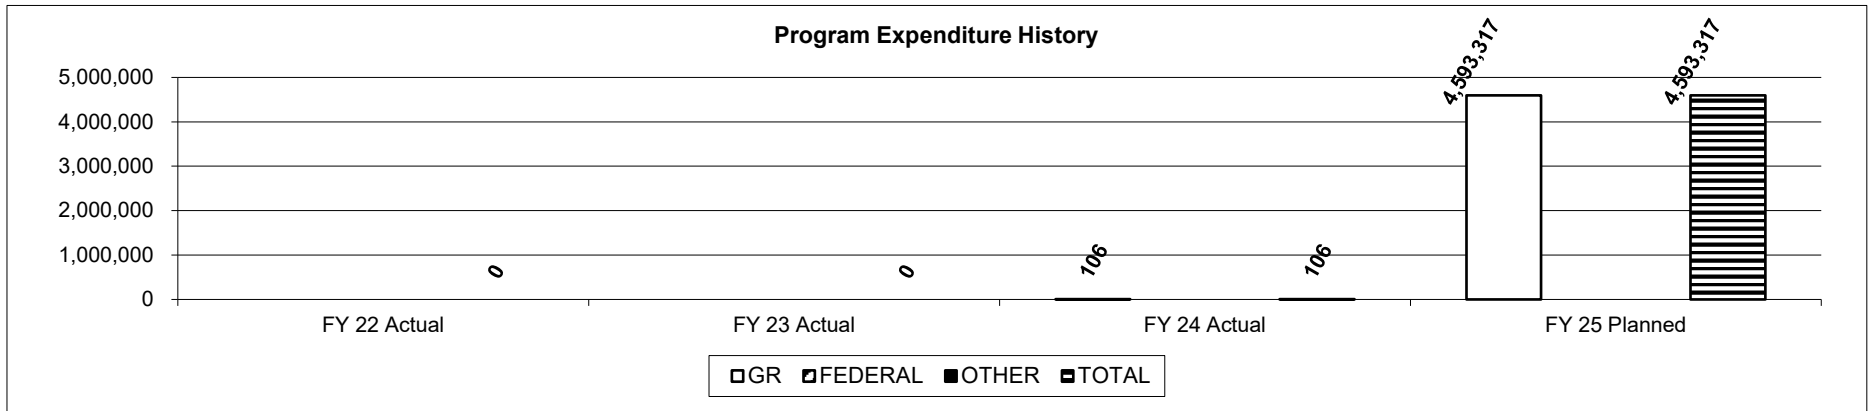 Program Expenditure History
4,593,317 4,593,317
5,000,000
4,000,000
3,000,000
2,000,000
1,000,000
0 0 106 106
0
FY 22 Actual FY 23 Actual FY 24 Actual FY 25 Planned
GR FEDERAL OTHER TOTAL